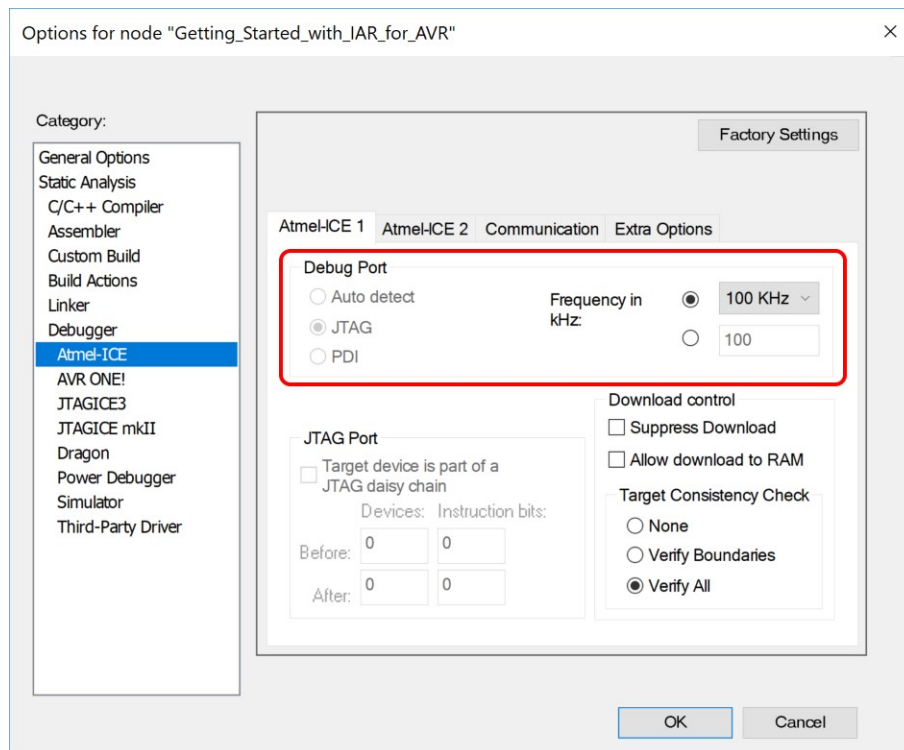 Options for node "Getting_Started_with_IAR_for_AVR"
Category:
General Options
Static Analysis
C/C++ Compiler
Assembler
Custom Build
Build Actions
Linker
Debugger
Atmel-ICE
AVR ONE!
JTAGICE3
JTAGICE mkII
Dragon
Power Debugger
Simulator
Third-Party Driver
Factory Settings
Atmel-ICE 1 Atmel-ICE 2 Communication Extra Options
Debug Port
Auto detect
JTAG
PDI
Frequency in
kHz:
100 KHz
100
JTAG Port
Target device is part of a
JTAG daisy chain
Devices: Instruction bits:
Before: 0 0
After: 0 0
Download control
Suppress Download
Allow download to RAM
Target Consistency Check
None
Verify Boundaries
Verify All
OK Cancel